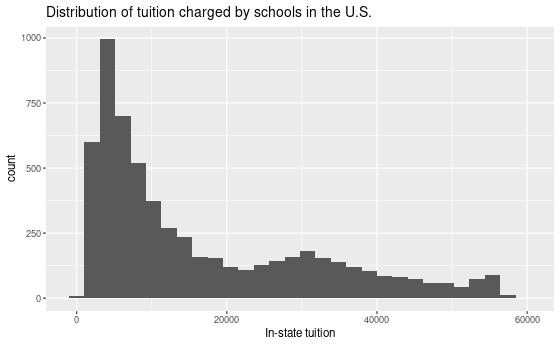 Distribution of tuition charged by schools in the U.S.
1000
750
500
250
0
count
0 20000 40000 60000
In-state tuition